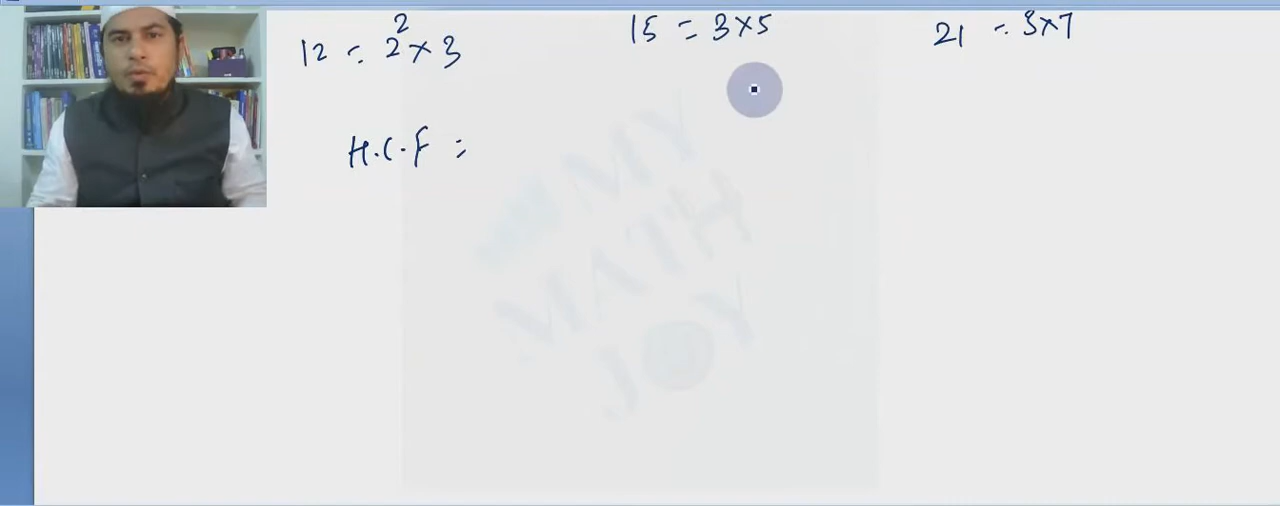 12 = 2² × 3
15 = 3×5
21 = 3×7
H.C.F =
MY
MATH
JOY